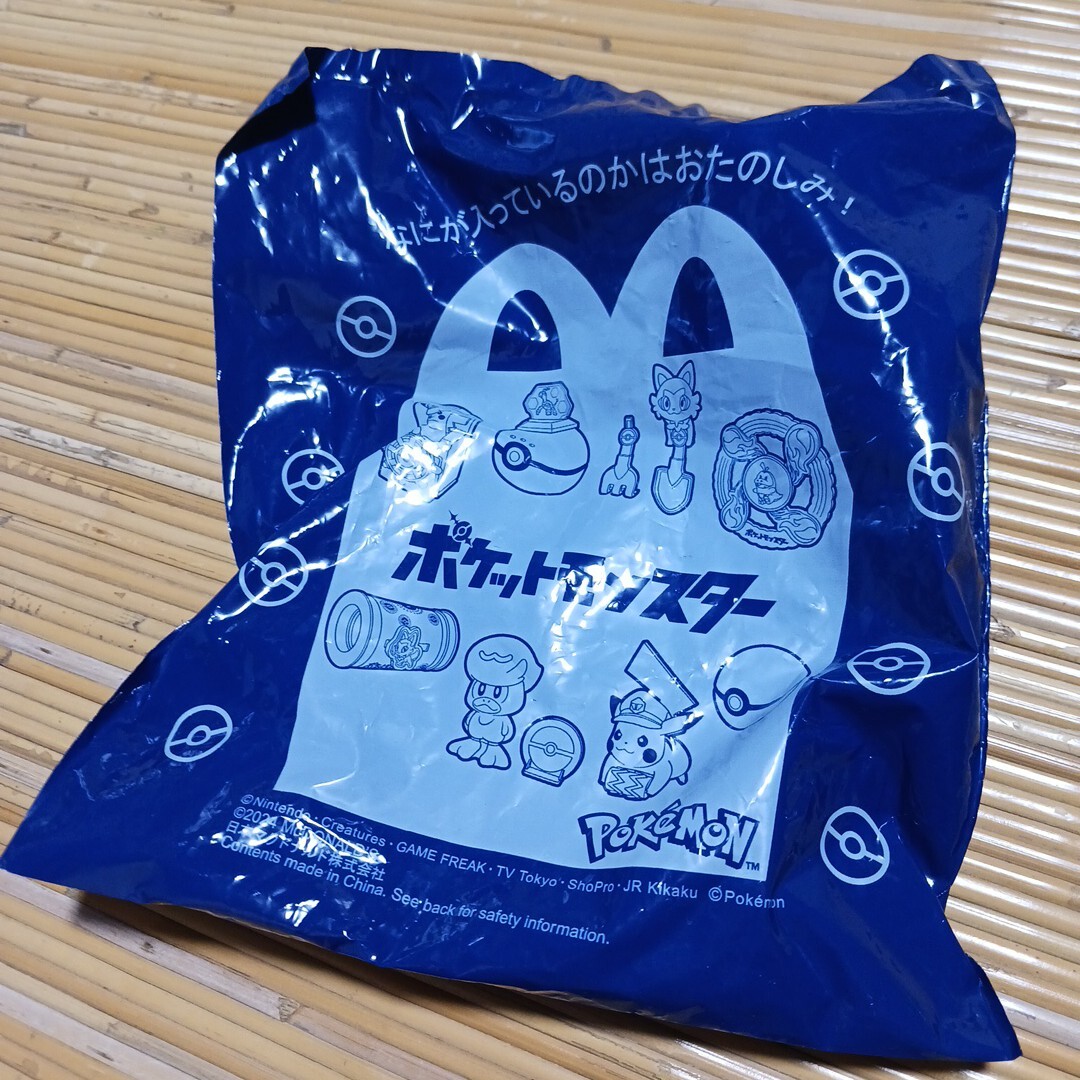 なにが入っているのかはおたのしみ!
ポケットモンスター
ポケットモンスター
POKéMON™
©Nintendo・Creatures・GAME FREAK・TV Tokyo・ShoPro・JR Kikaku ©Pokémon
©2024 McDONALD'S
日本マクドナルド株式会社
Contents made in China. See back for safety information.